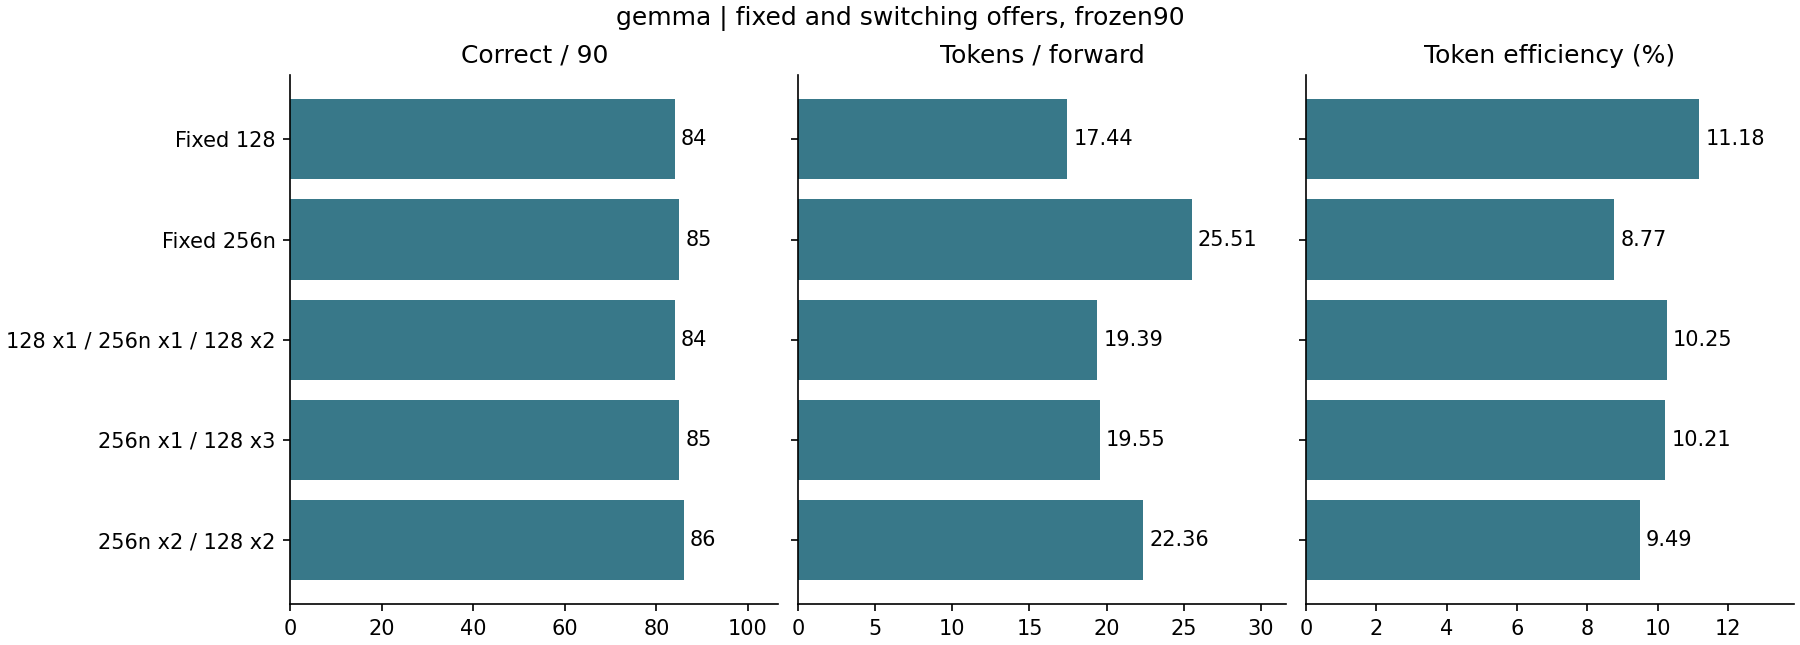 gemma | fixed and switching offers, frozen90
Correct / 90
Tokens / forward
Token efficiency (%)
Fixed 128
84
17.44
11.18
Fixed 256n
85
25.51
8.77
128 x1 / 256n x1 / 128 x2
84
19.39
10.25
256n x1 / 128 x3
85
19.55
10.21
256n x2 / 128 x2
86
22.36
9.49
0 20 40 60 80 100
0 5 10 15 20 25 30
0 2 4 6 8 10 12